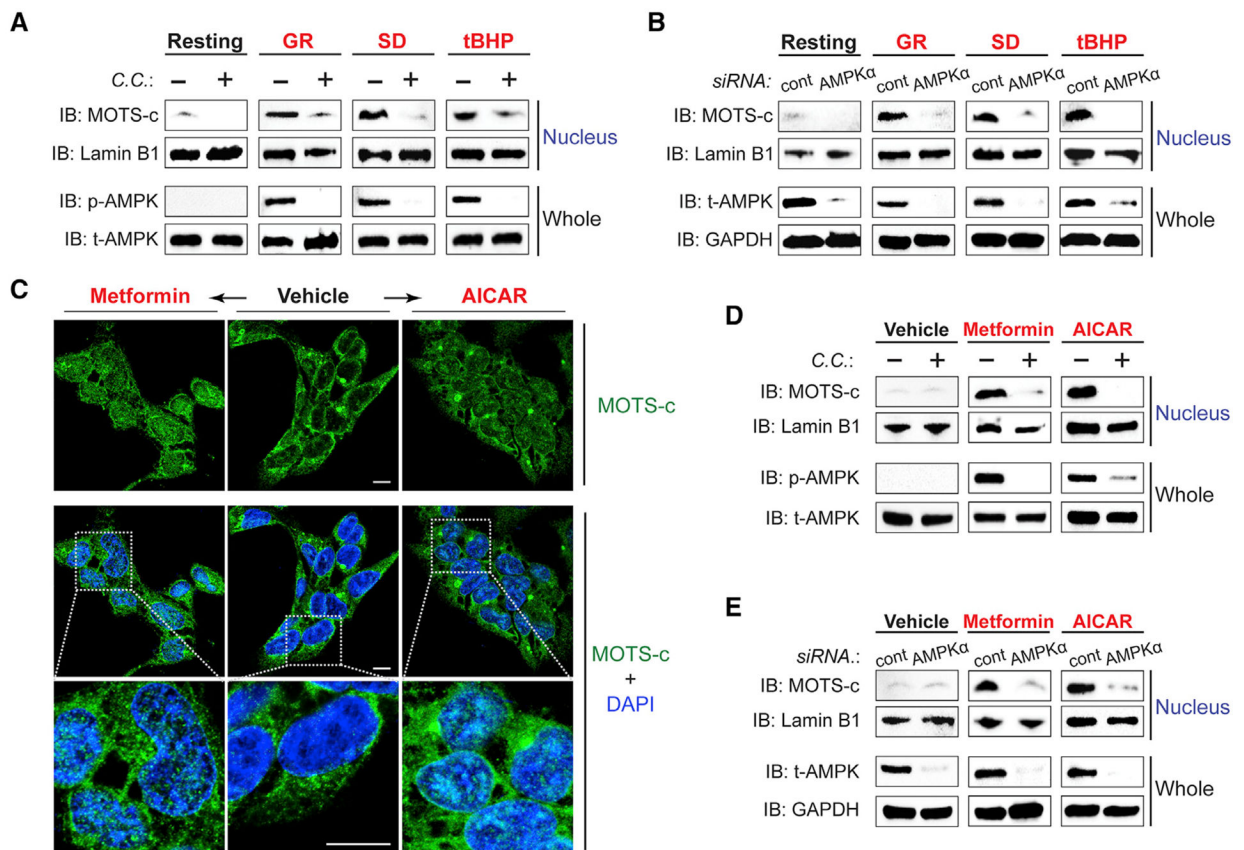 A
Resting GR SD tBHP
C.C.: − + − + − + − +
IB: MOTS-c
IB: Lamin B1
Nucleus
IB: p-AMPK
IB: t-AMPK
Whole
B
Resting GR SD tBHP
siRNA: cont AMPKα cont AMPKα cont AMPKα cont AMPKα
IB: MOTS-c
IB: Lamin B1
Nucleus
IB: t-AMPK
IB: GAPDH
Whole
C
Metformin ← Vehicle → AICAR
MOTS-c
MOTS-c
+
DAPI
D
Vehicle Metformin AICAR
C.C.: − + − + − +
IB: MOTS-c
IB: Lamin B1
Nucleus
IB: p-AMPK
IB: t-AMPK
Whole
E
Vehicle Metformin AICAR
siRNA.: cont AMPKα cont AMPKα cont AMPKα
IB: MOTS-c
IB: Lamin B1
Nucleus
IB: t-AMPK
IB: GAPDH
Whole